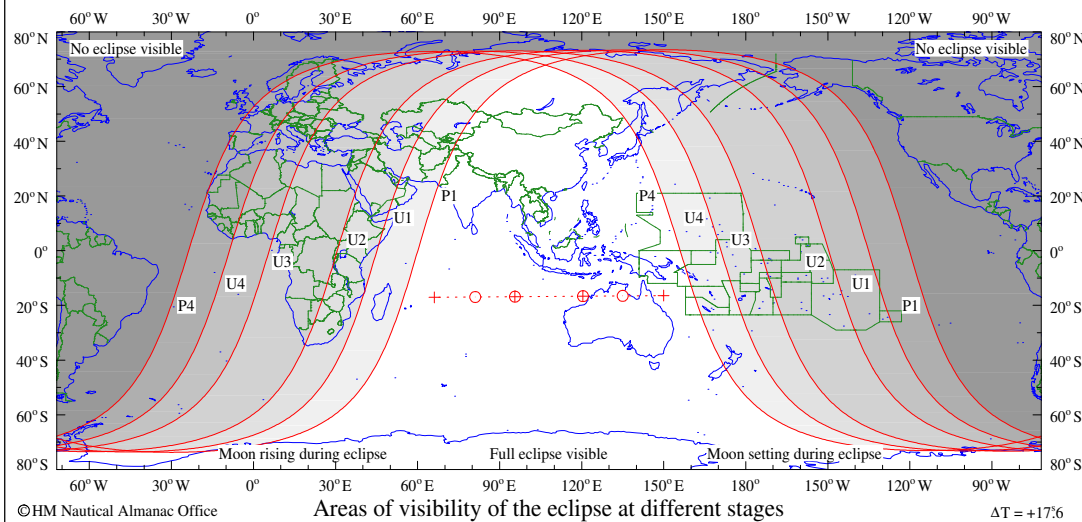 60° W 30° W 0° 30° E 60° E 90° E 120° E 150° E 180° 150° W 120° W 90° W
80° N 80° N
No eclipse visible No eclipse visible
60° N 60° N
40° N 40° N
20° N P1 P4 20° N
U1 U4
U2 U3
0° U3 U2 0°
U4 U1
20° S P4 P1 20° S
40° S 40° S
60° S 60° S
Moon rising during eclipse Full eclipse visible Moon setting during eclipse
80° S 80° S
60° W 30° W 0° 30° E 60° E 90° E 120° E 150° E 180° 150° W 120° W 90° W
©HM Nautical Almanac Office Areas of visibility of the eclipse at different stages ΔT = +17ˢ.6